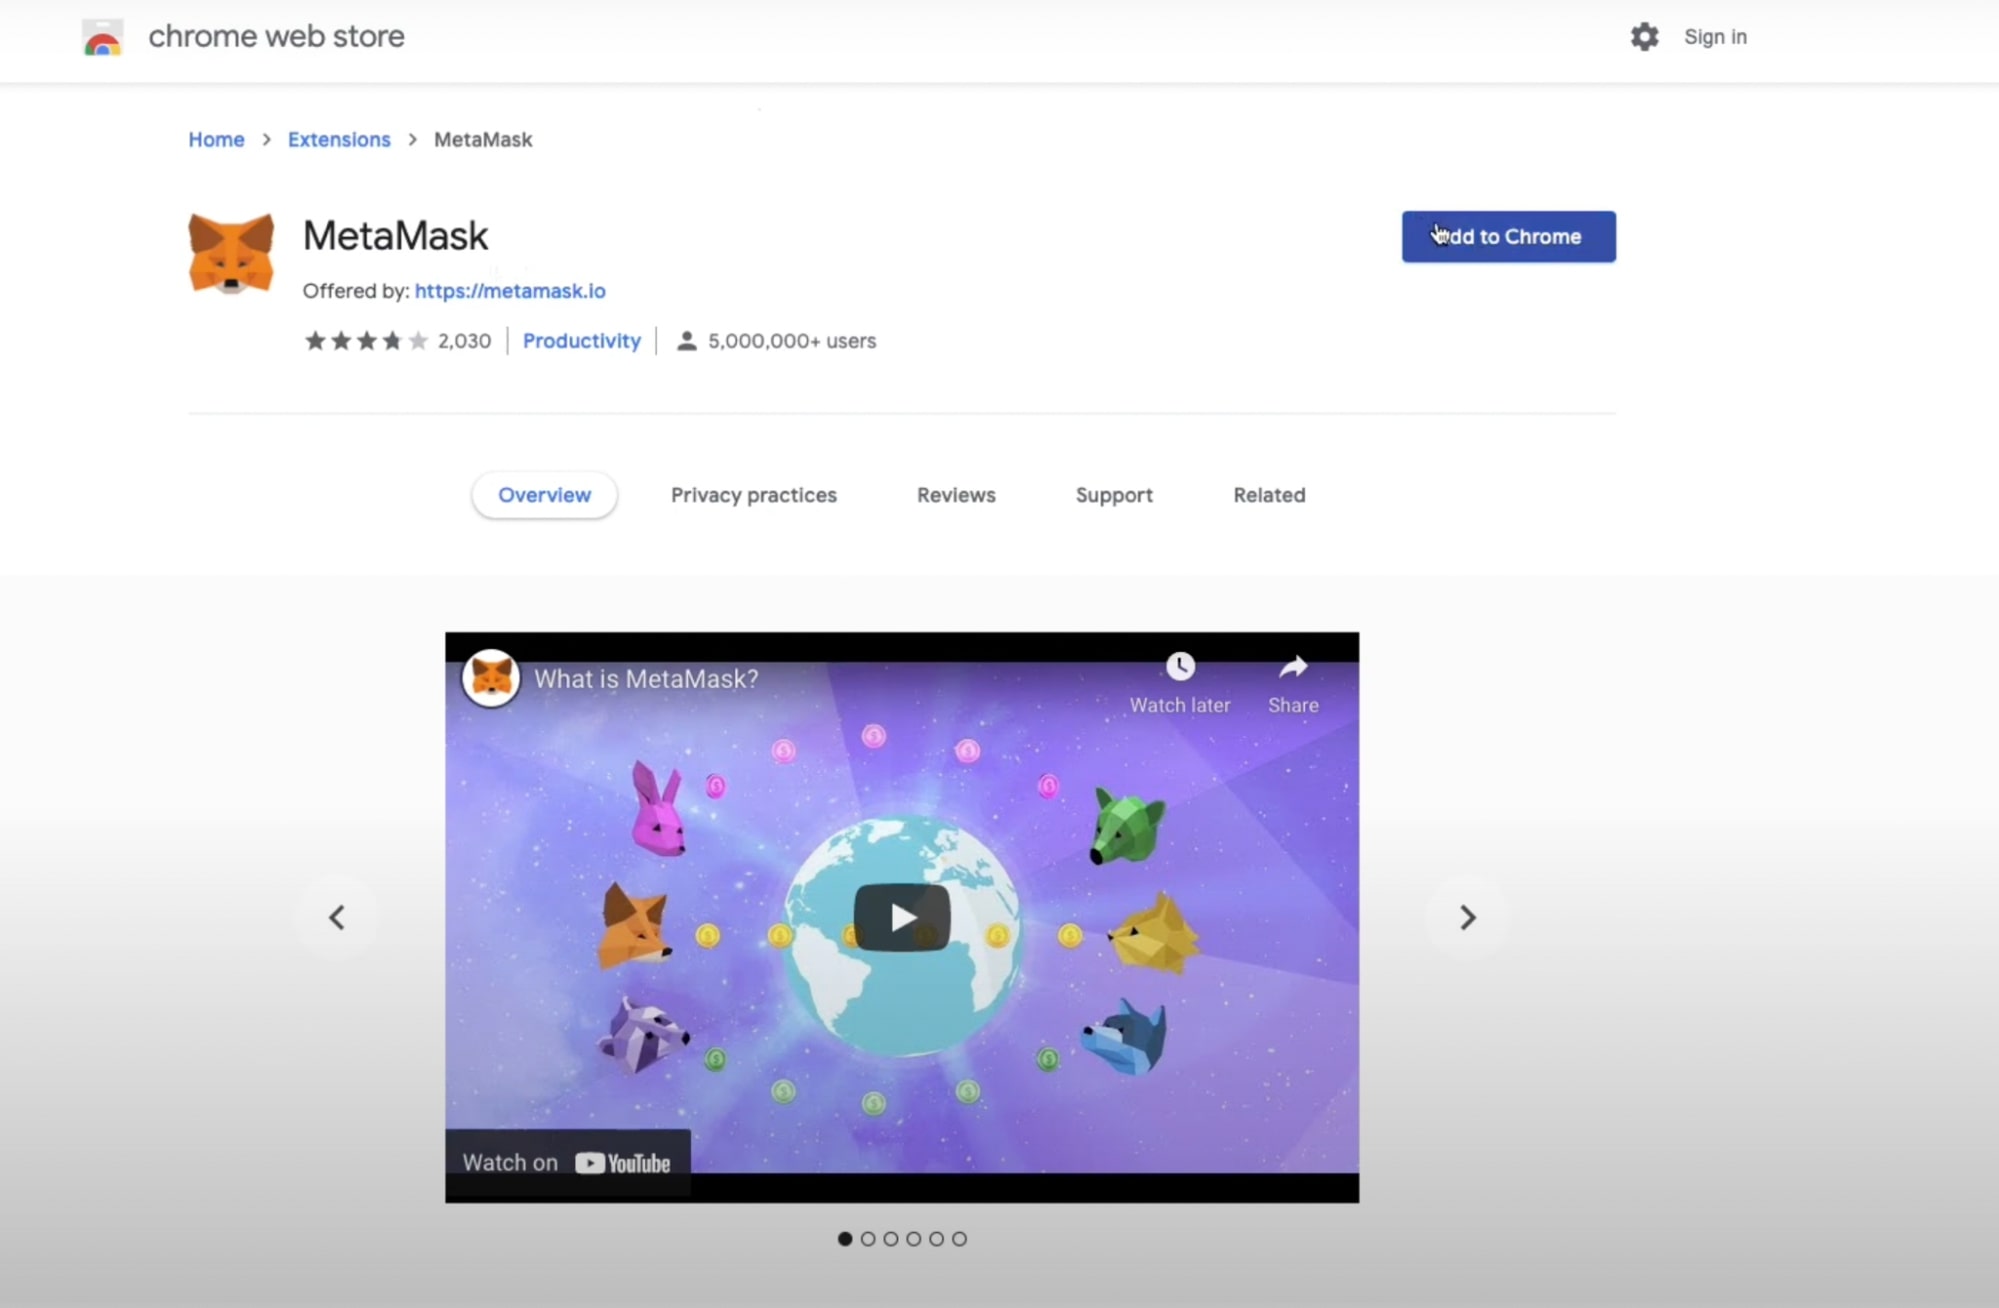 chrome web store
Sign in
Home > Extensions > MetaMask
MetaMask
Add to Chrome
Offered by: https://metamask.io
2,030 Productivity 5,000,000+ users
Overview Privacy practices Reviews Support Related
What is MetaMask?
Watch later Share
Watch on YouTube